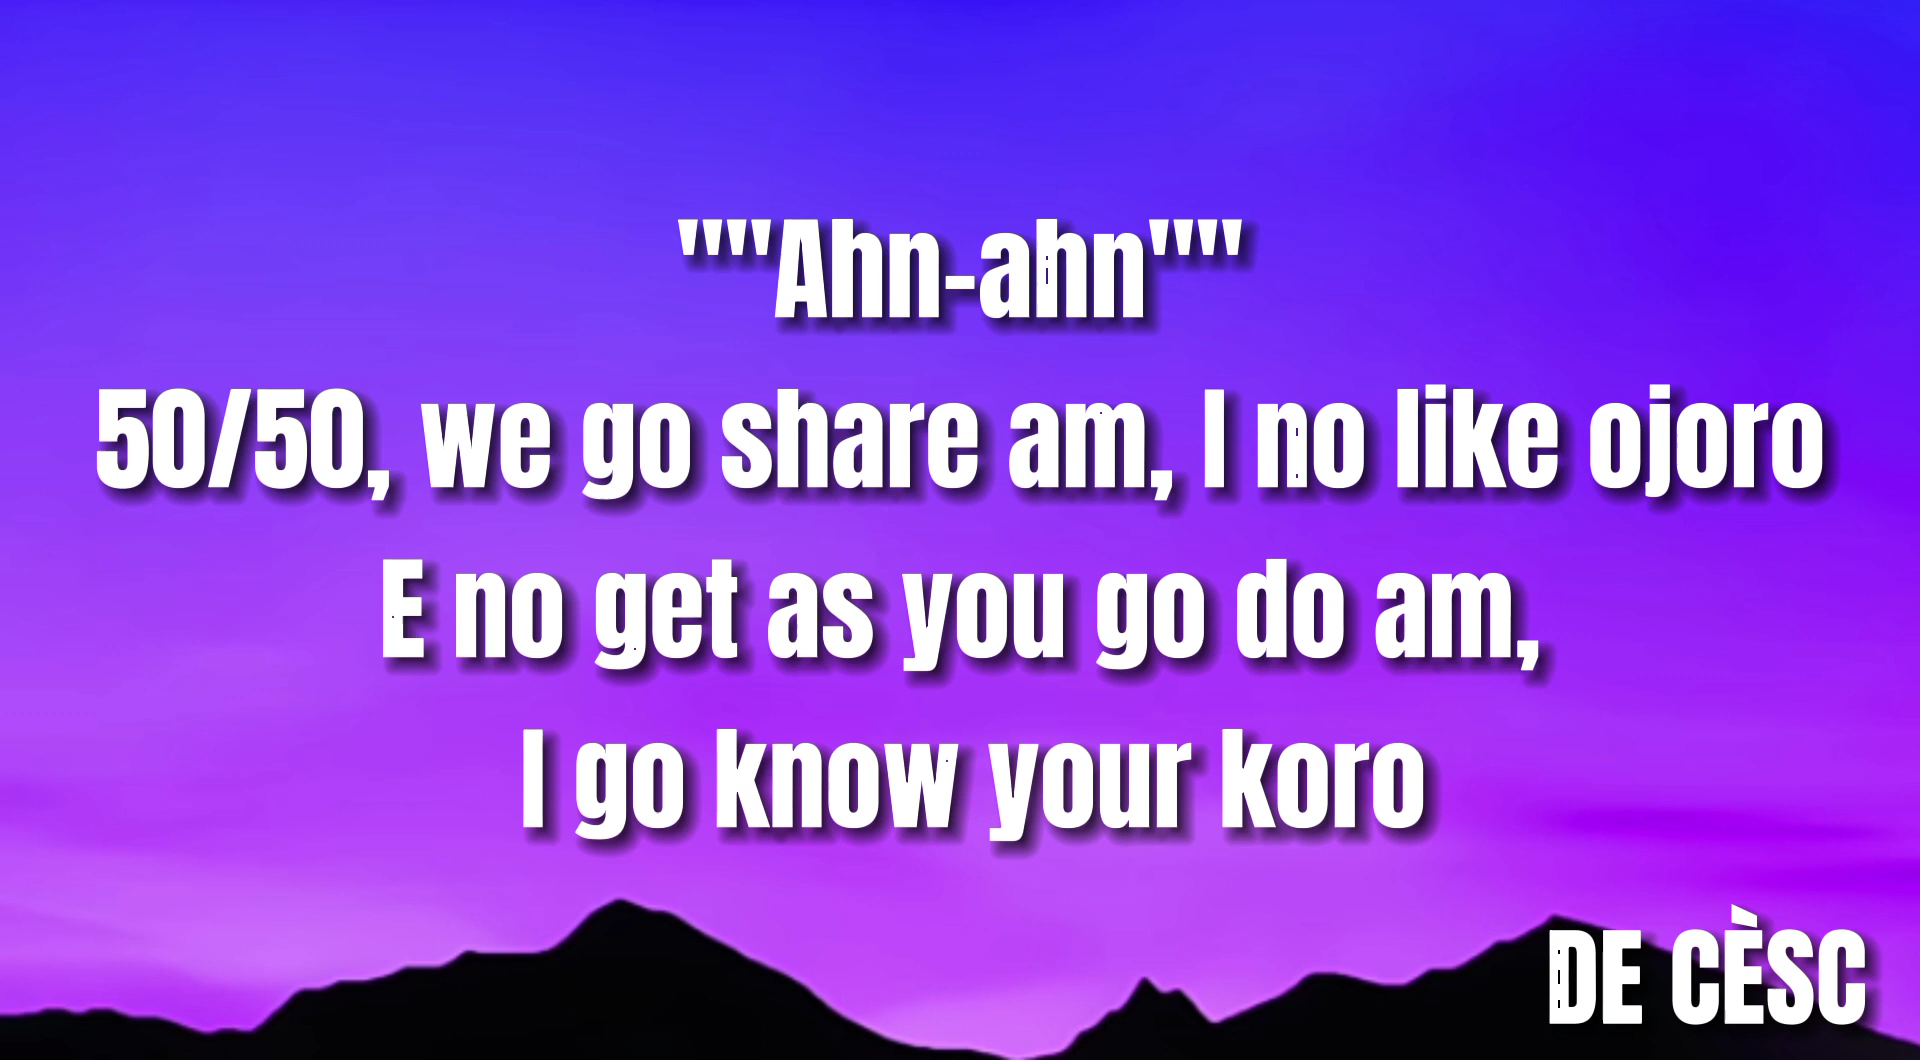 ""Ahn-ahn""
50/50, we go share am, I no like ojoro
E no get as you go do am,
I go know your koro
DE CÈSC